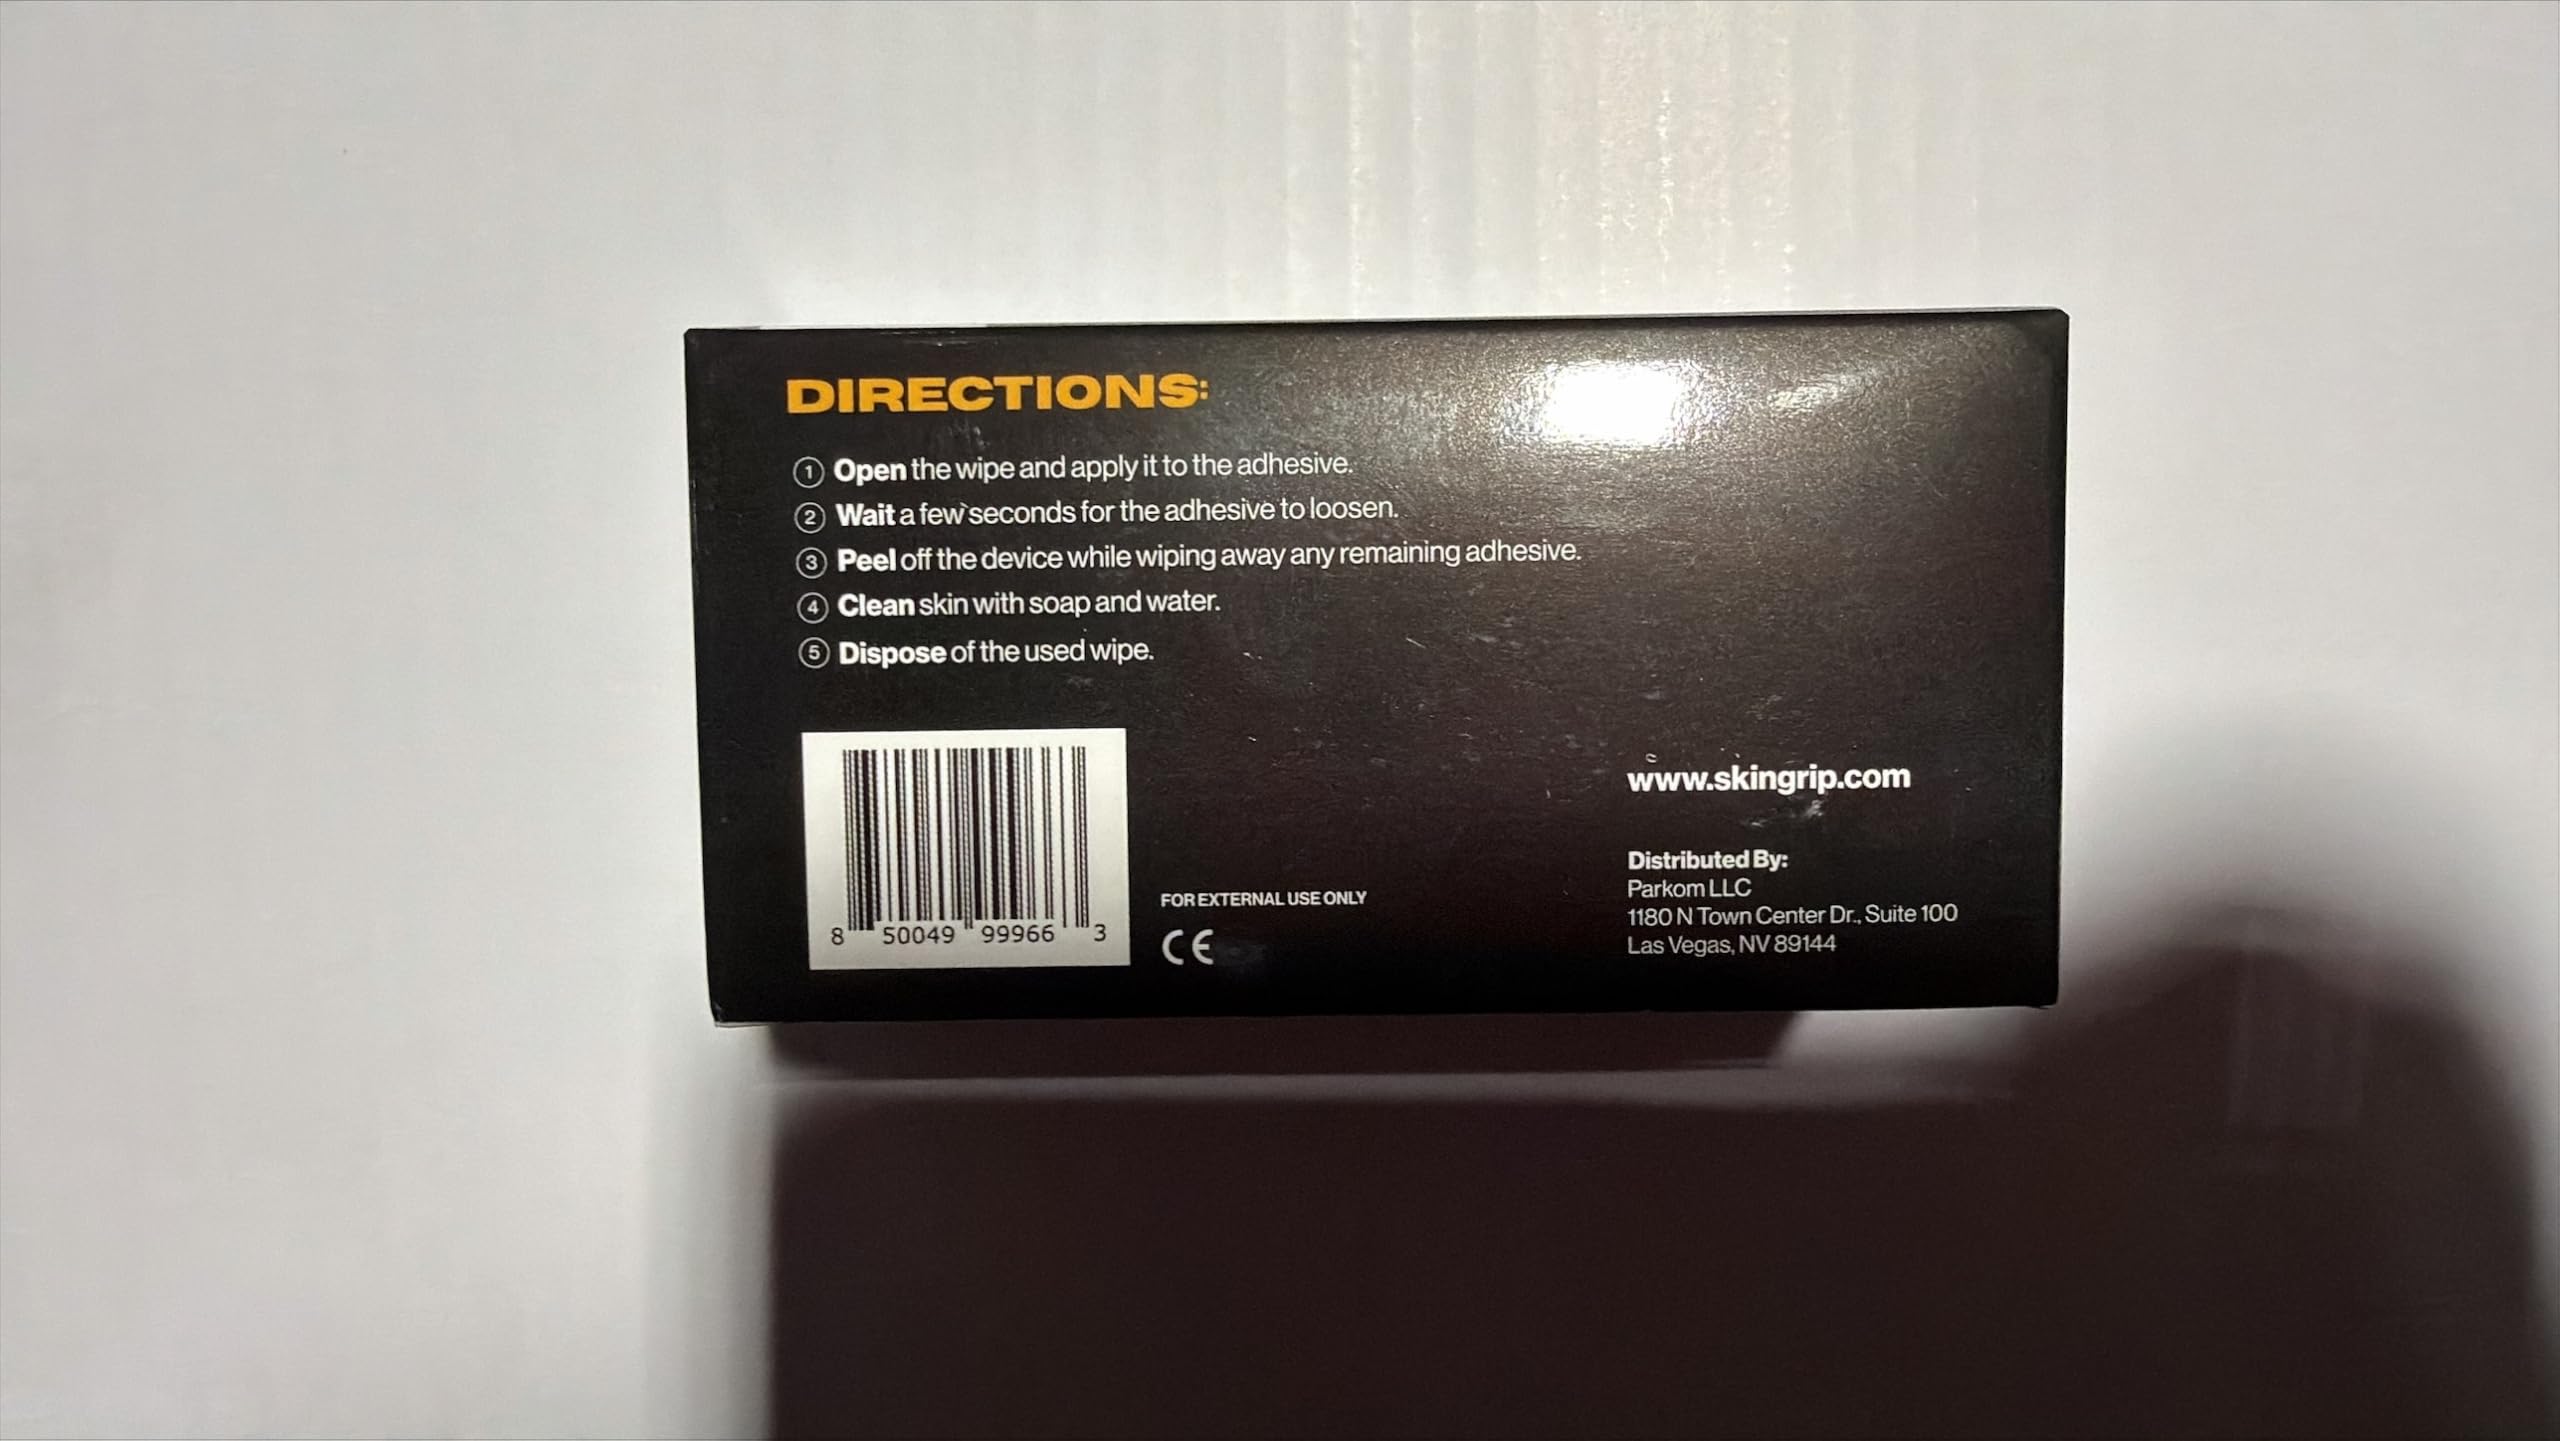 DIRECTIONS:
1 Open the wipe and apply it to the adhesive.
2 Wait a few seconds for the adhesive to loosen.
3 Peel off the device while wiping away any remaining adhesive.
4 Clean skin with soap and water.
5 Dispose of the used wipe.
8 50049 99966 3
FOR EXTERNAL USE ONLY
CE
www.skingrip.com
Distributed By:
Parkom LLC
1180 N Town Center Dr., Suite 100
Las Vegas, NV 89144